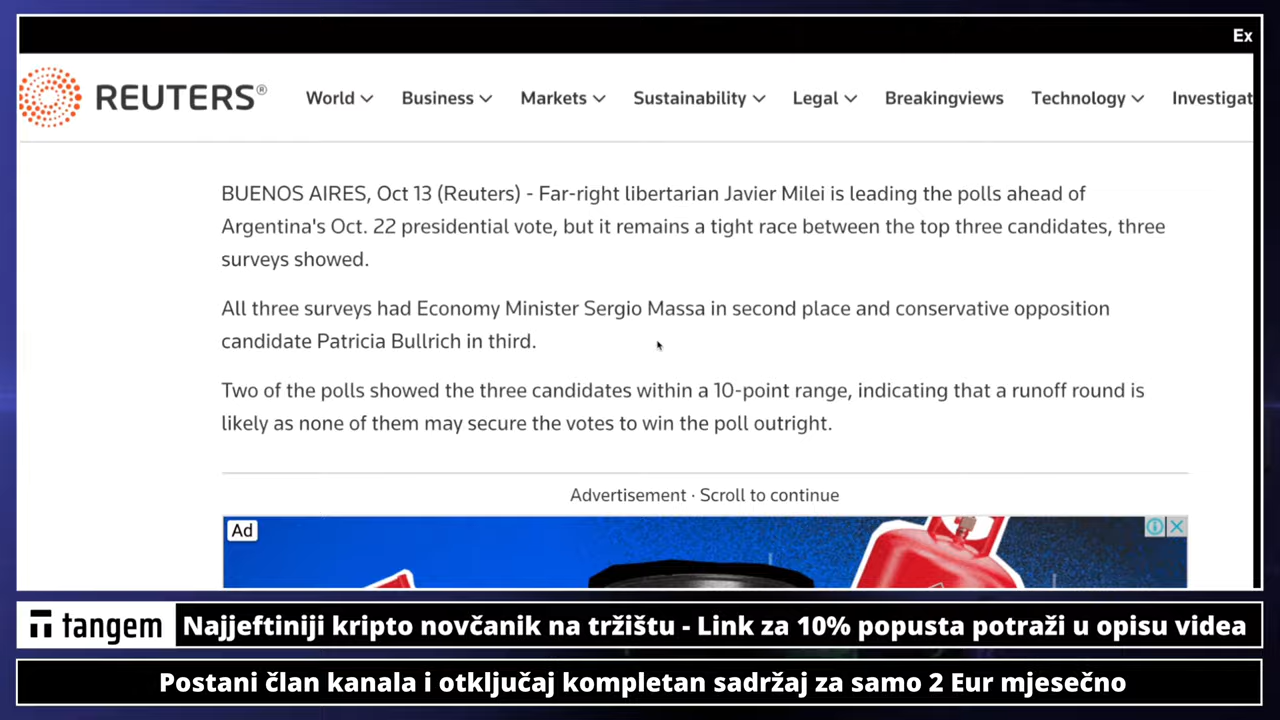 Ex
REUTERS®
World Business Markets Sustainability Legal Breakingviews Technology Investigat
BUENOS AIRES, Oct 13 (Reuters) - Far-right libertarian Javier Milei is leading the polls ahead of
Argentina's Oct. 22 presidential vote, but it remains a tight race between the top three candidates, three
surveys showed.
All three surveys had Economy Minister Sergio Massa in second place and conservative opposition
candidate Patricia Bullrich in third.
Two of the polls showed the three candidates within a 10-point range, indicating that a runoff round is
likely as none of them may secure the votes to win the poll outright.
Advertisement · Scroll to continue
Ad
tangem Najjeftiniji kripto novčanik na tržištu - Link za 10% popusta potraži u opisu videa
Postani član kanala i otključaj kompletan sadržaj za samo 2 Eur mjesečno